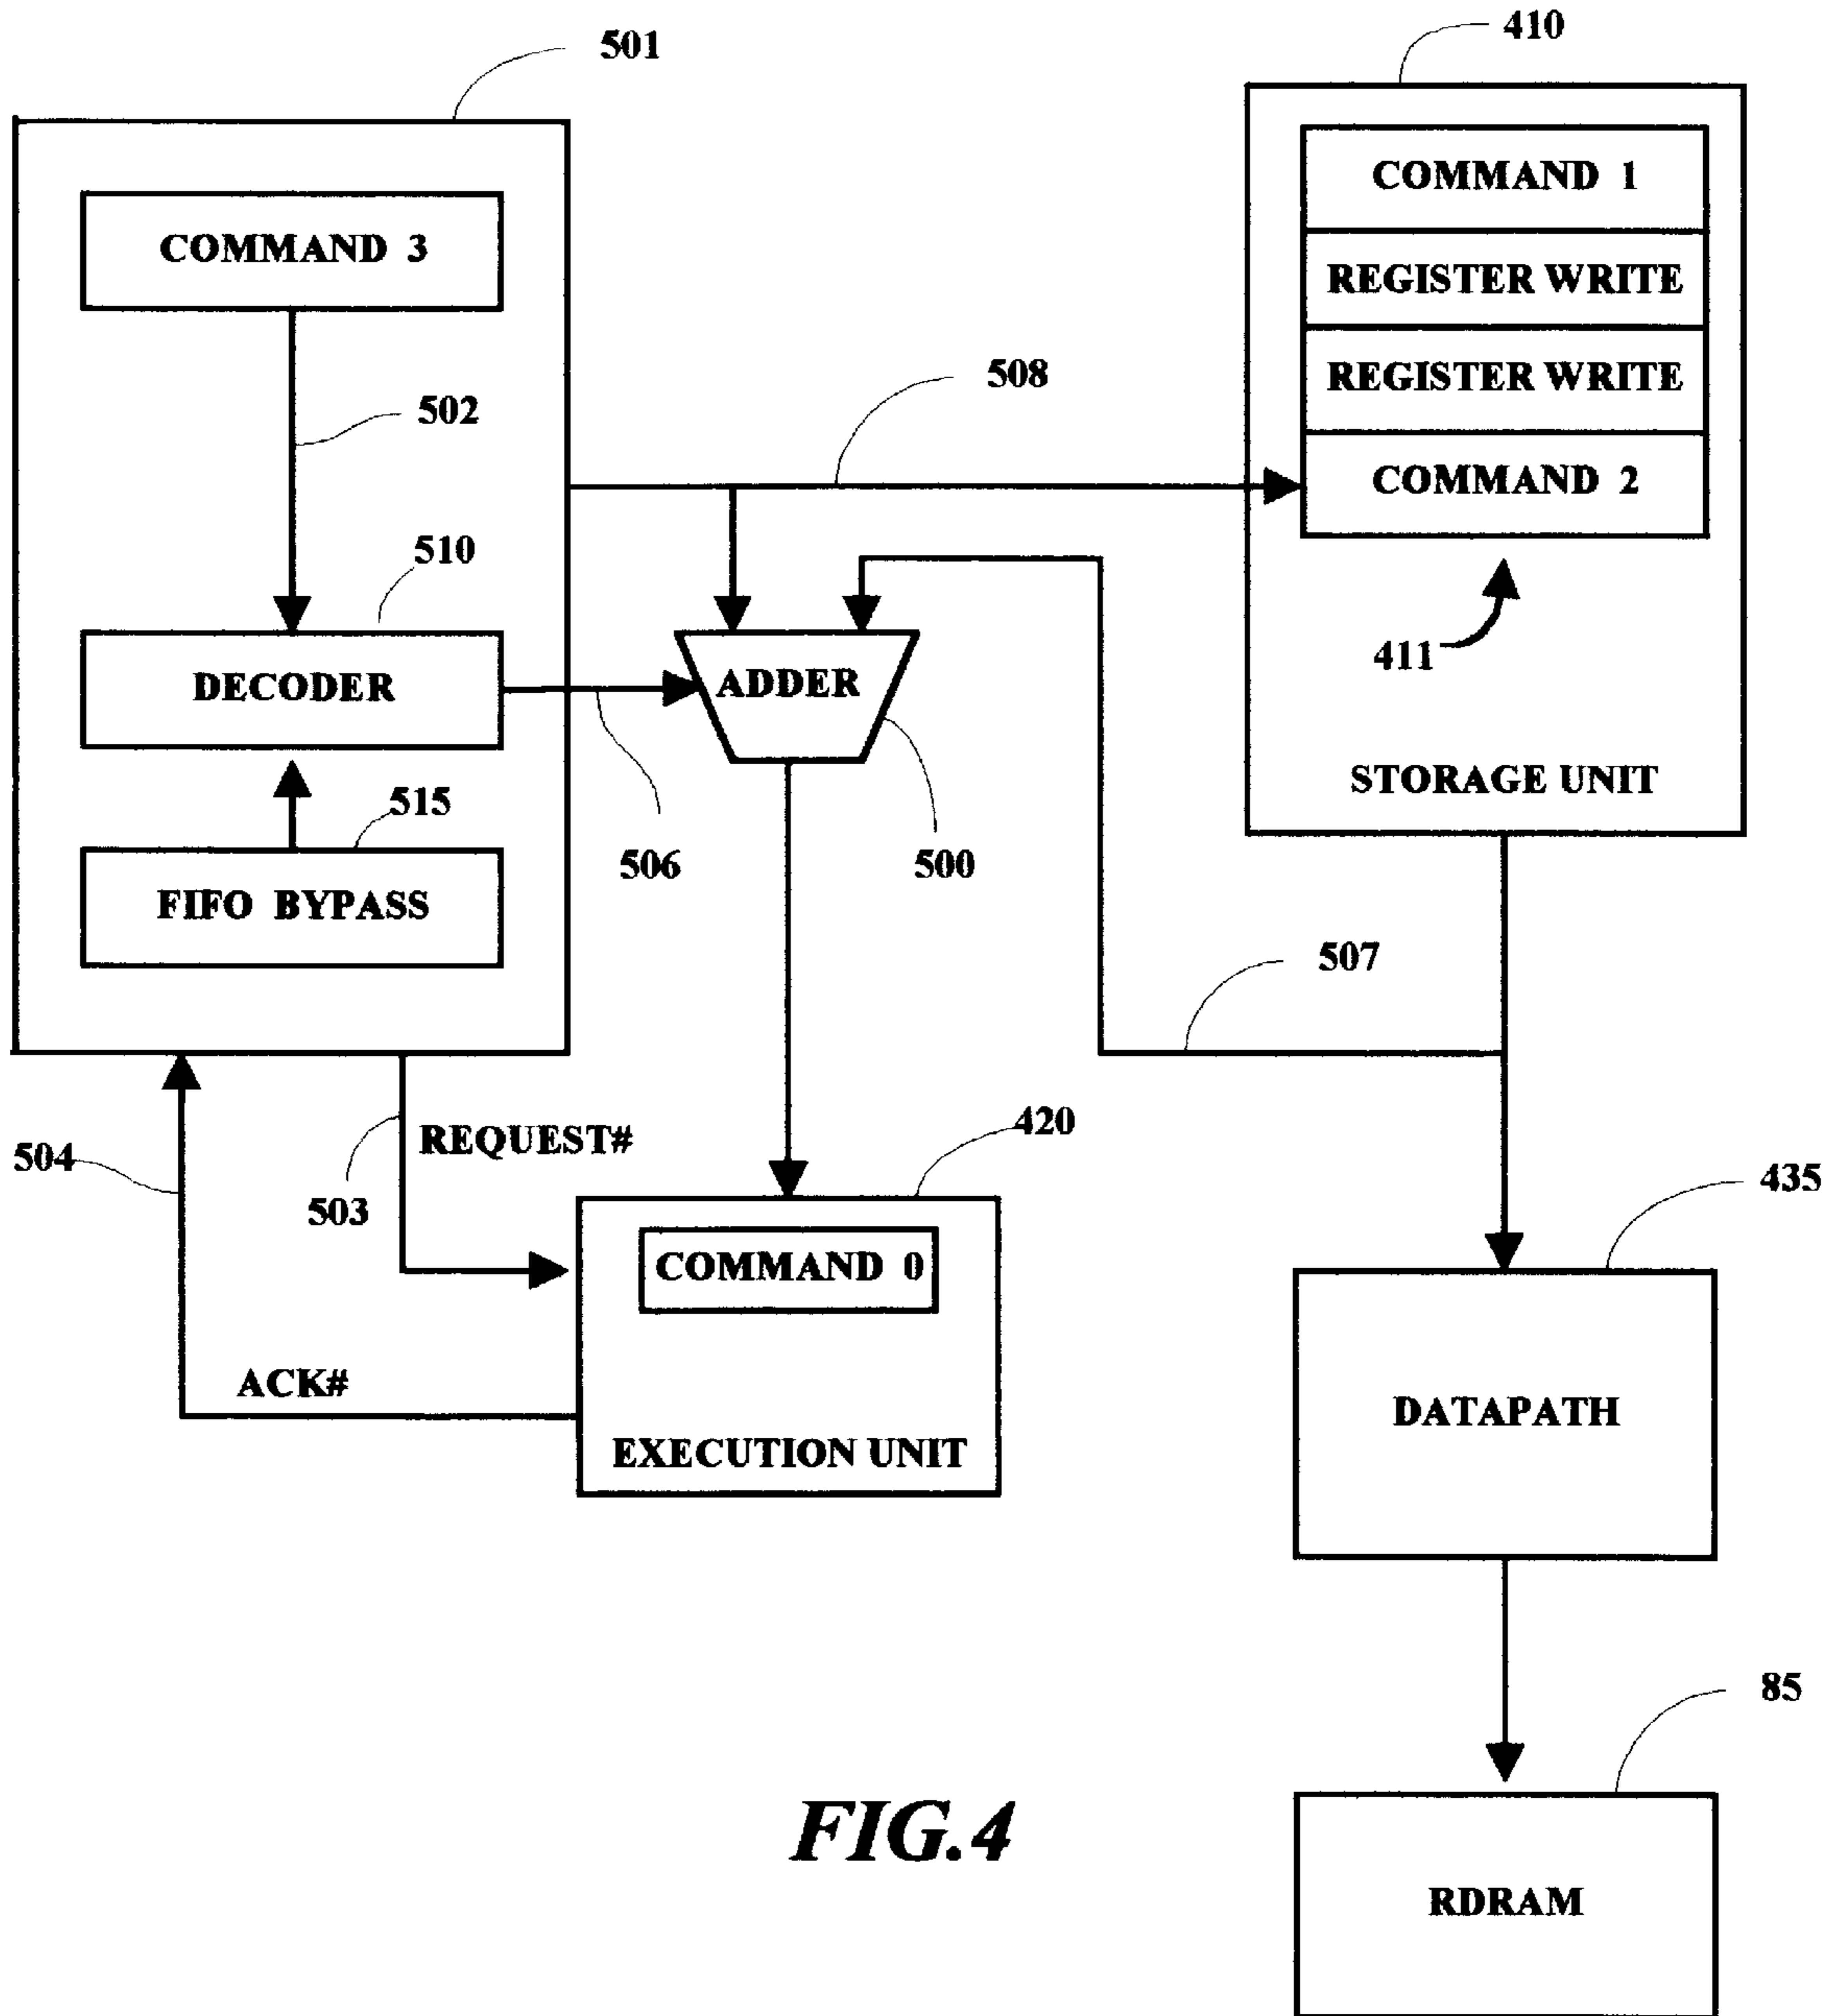 501
410
COMMAND 1
COMMAND 3
REGISTER WRITE
508
REGISTER WRITE
502
COMMAND 2
510
411
DECODER
ADDER
STORAGE UNIT
515
506
500
FIFO BYPASS
507
420
REQUEST#
504
435
503
COMMAND 0
ACK#
DATAPATH
EXECUTION UNIT
85
FIG.4
RDRAM